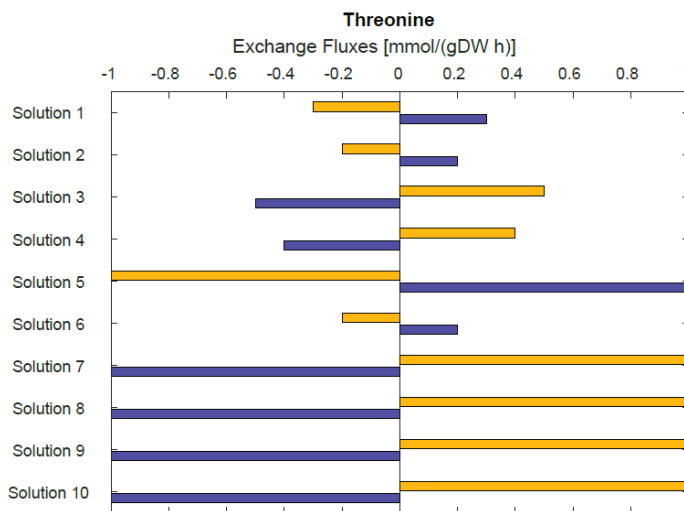 Threonine
Exchange Fluxes [mmol/(gDW h)]
-1 -0.8 -0.6 -0.4 -0.2 0 0.2 0.4 0.6 0.8
Solution 1
Solution 2
Solution 3
Solution 4
Solution 5
Solution 6
Solution 7
Solution 8
Solution 9
Solution 10